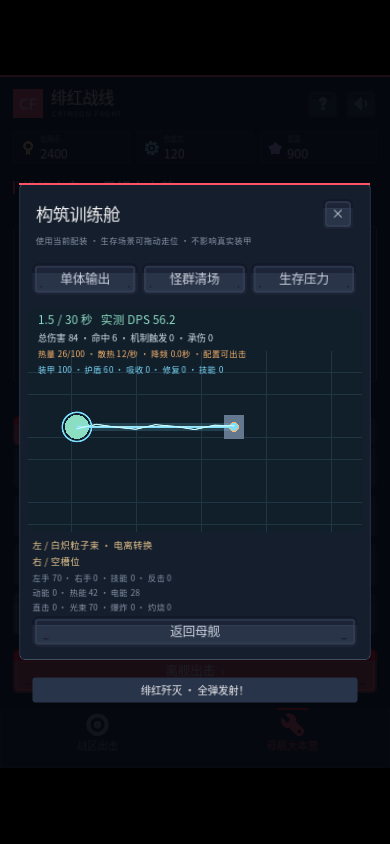 CF
绯红战线
?
2400
120
900
构筑训练舱
×
使用当前配装 · 生存场景可拖动走位 · 不影响真实装甲
单体输出
怪群清场
生存压力
1.5 / 30 秒 实测 DPS 56.2
总伤害 84 · 命中 6 · 机制触发 0 · 承伤 0
热量 26/100 · 散热 12/秒 · 降频 0.0秒 · 配置可出击
装甲 100 · 护盾 60 · 吸收 0 · 修复 0 · 技能 0
左 / 白炽粒子束 · 电离转换
右 / 空槽位
左手 70 · 右手 0 · 技能 0 · 反击 0
动能 0 · 热能 42 · 电能 28
直击 0 · 光束 70 · 爆炸 0 · 灼烧 0
返回母舰
绯红歼灭 · 全弹发射!